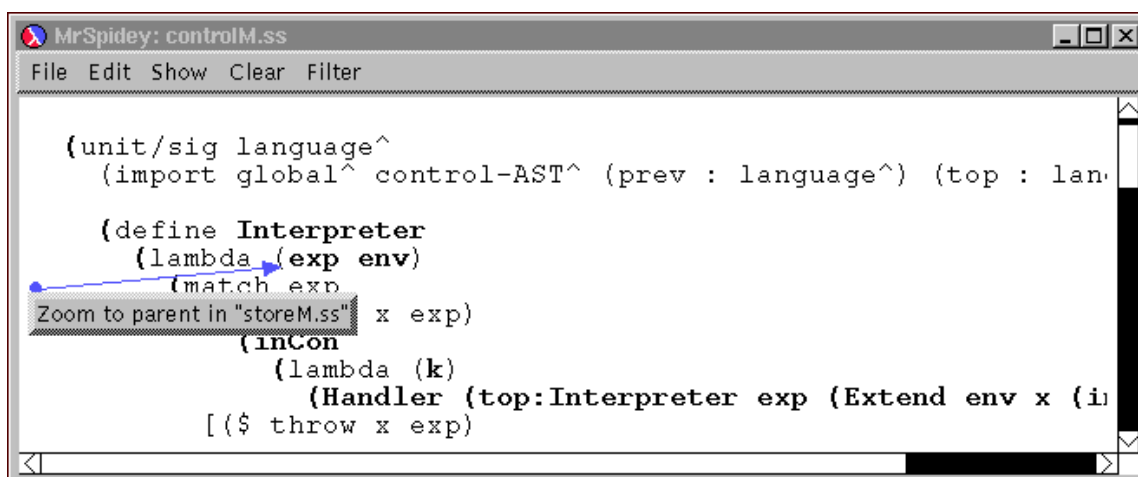 MrSpidey: controlM.ss
File Edit Show Clear Filter
(unit/sig language^
(import global^ control-AST^ (prev : language^) (top : lan
(define Interpreter
(lambda (exp env)
(match exp
Zoom to parent in "storeM.ss" x exp)
(inCon
(lambda (k)
(Handler (top:Interpreter exp (Extend env x (i
[($ throw x exp)